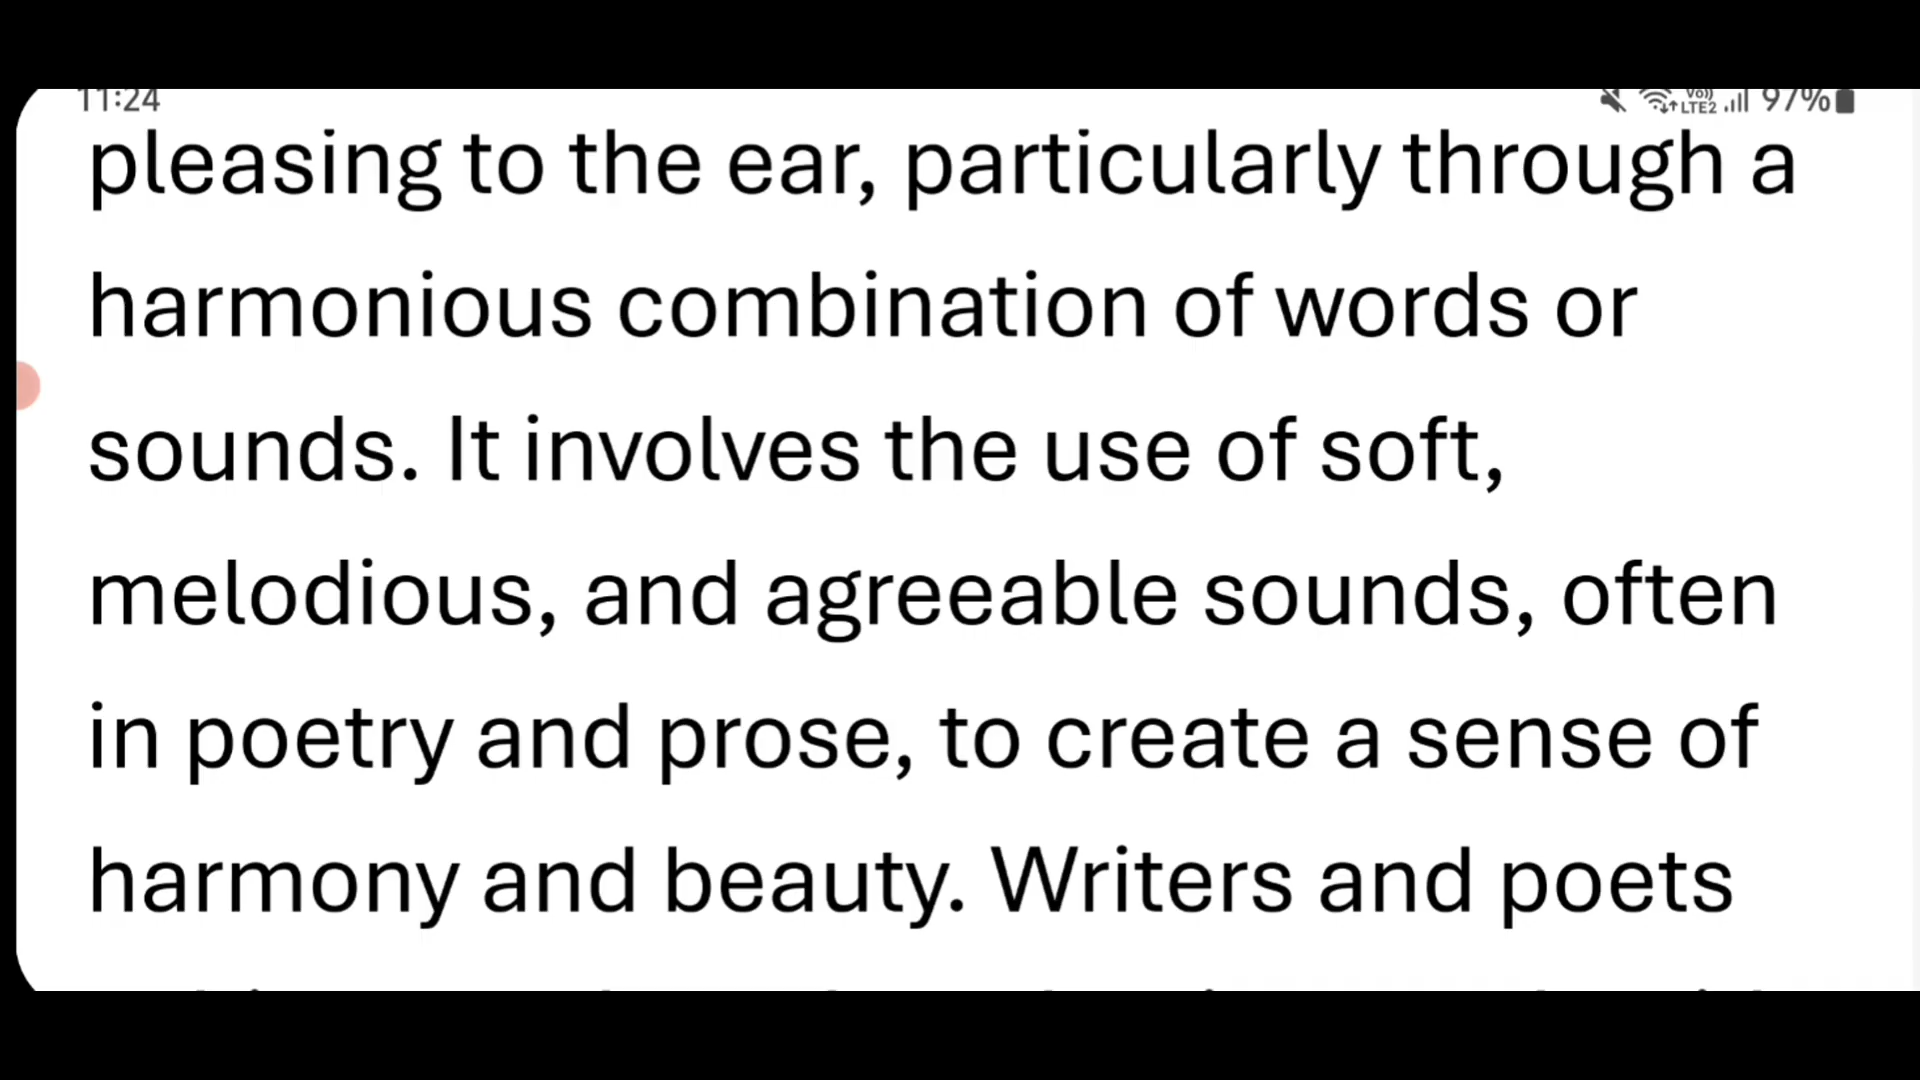 11:24
Vo)) LTE2 97%
pleasing to the ear, particularly through a
harmonious combination of words or
sounds. It involves the use of soft,
melodious, and agreeable sounds, often
in poetry and prose, to create a sense of
harmony and beauty. Writers and poets